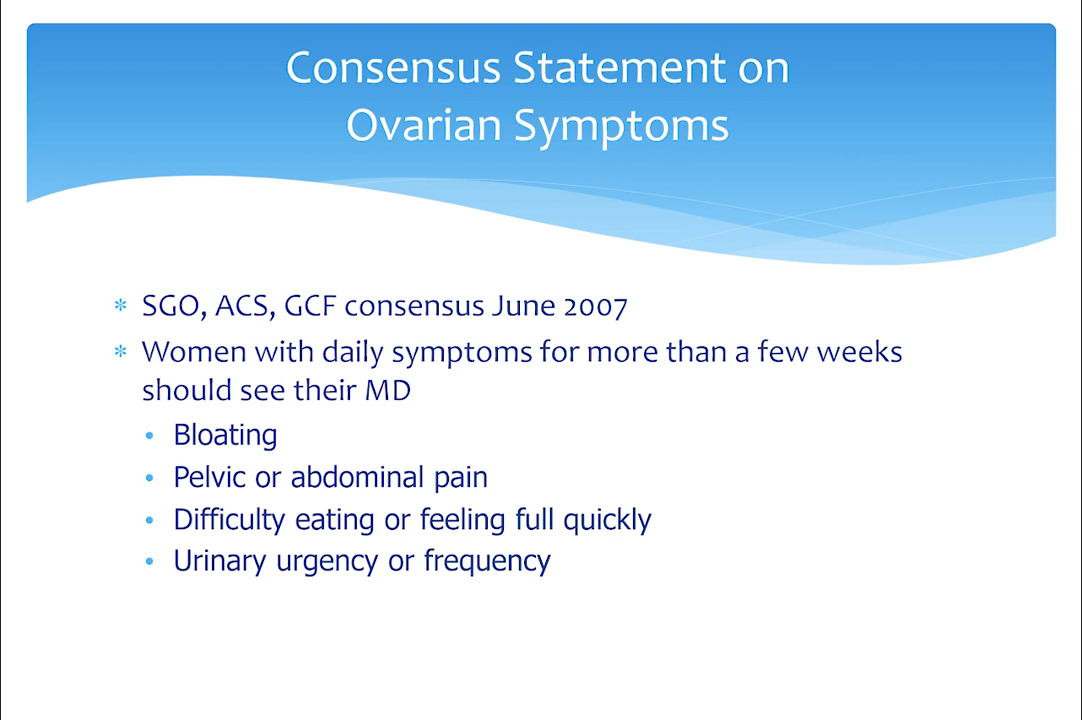 Consensus Statement on
Ovarian Symptoms
* SGO, ACS, GCF consensus June 2007
* Women with daily symptoms for more than a few weeks
should see their MD
• Bloating
• Pelvic or abdominal pain
• Difficulty eating or feeling full quickly
• Urinary urgency or frequency